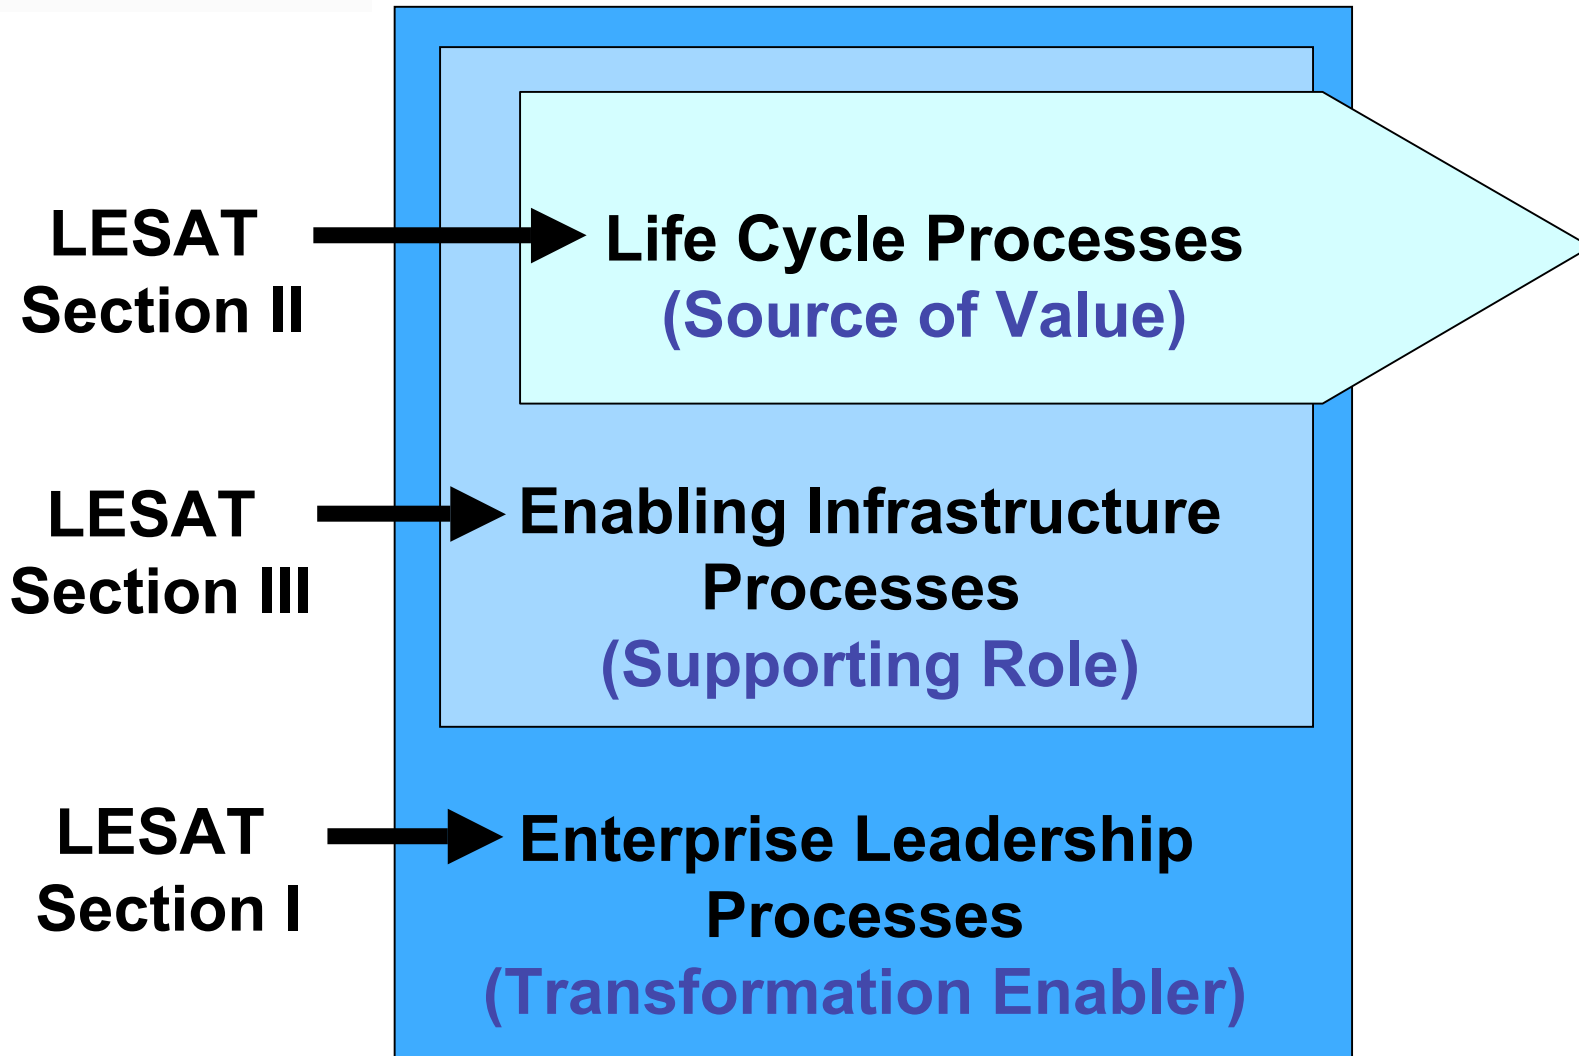 LESAT
Section II
Life Cycle Processes
(Source of Value)
LESAT
Section III
Enabling Infrastructure
Processes
(Supporting Role)
LESAT
Section I
Enterprise Leadership
Processes
(Transformation Enabler)